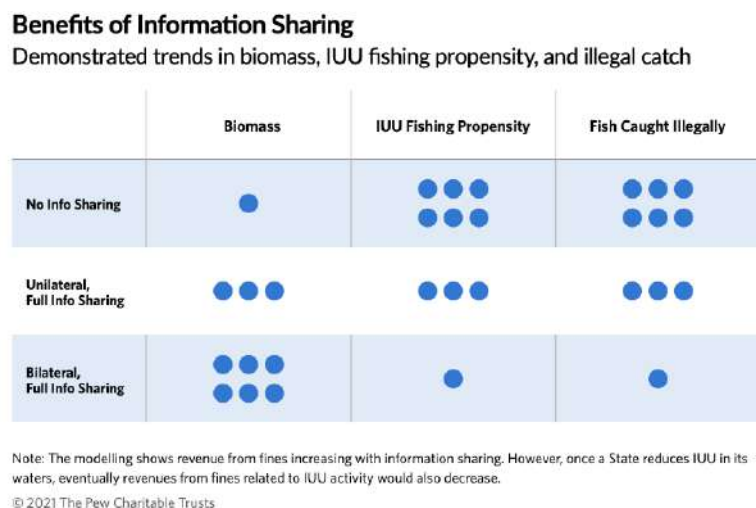 Benefits of Information Sharing
Demonstrated trends in biomass, IUU fishing propensity, and illegal catch
Biomass
IUU Fishing Propensity
Fish Caught Illegally
No Info Sharing
Unilateral,
Full Info Sharing
Bilateral,
Full Info Sharing
Note: The modelling shows revenue from fines increasing with information sharing. However, once a State reduces IUU in its
waters, eventually revenues from fines related to IUU activity would also decrease.
© 2021 The Pew Charitable Trusts